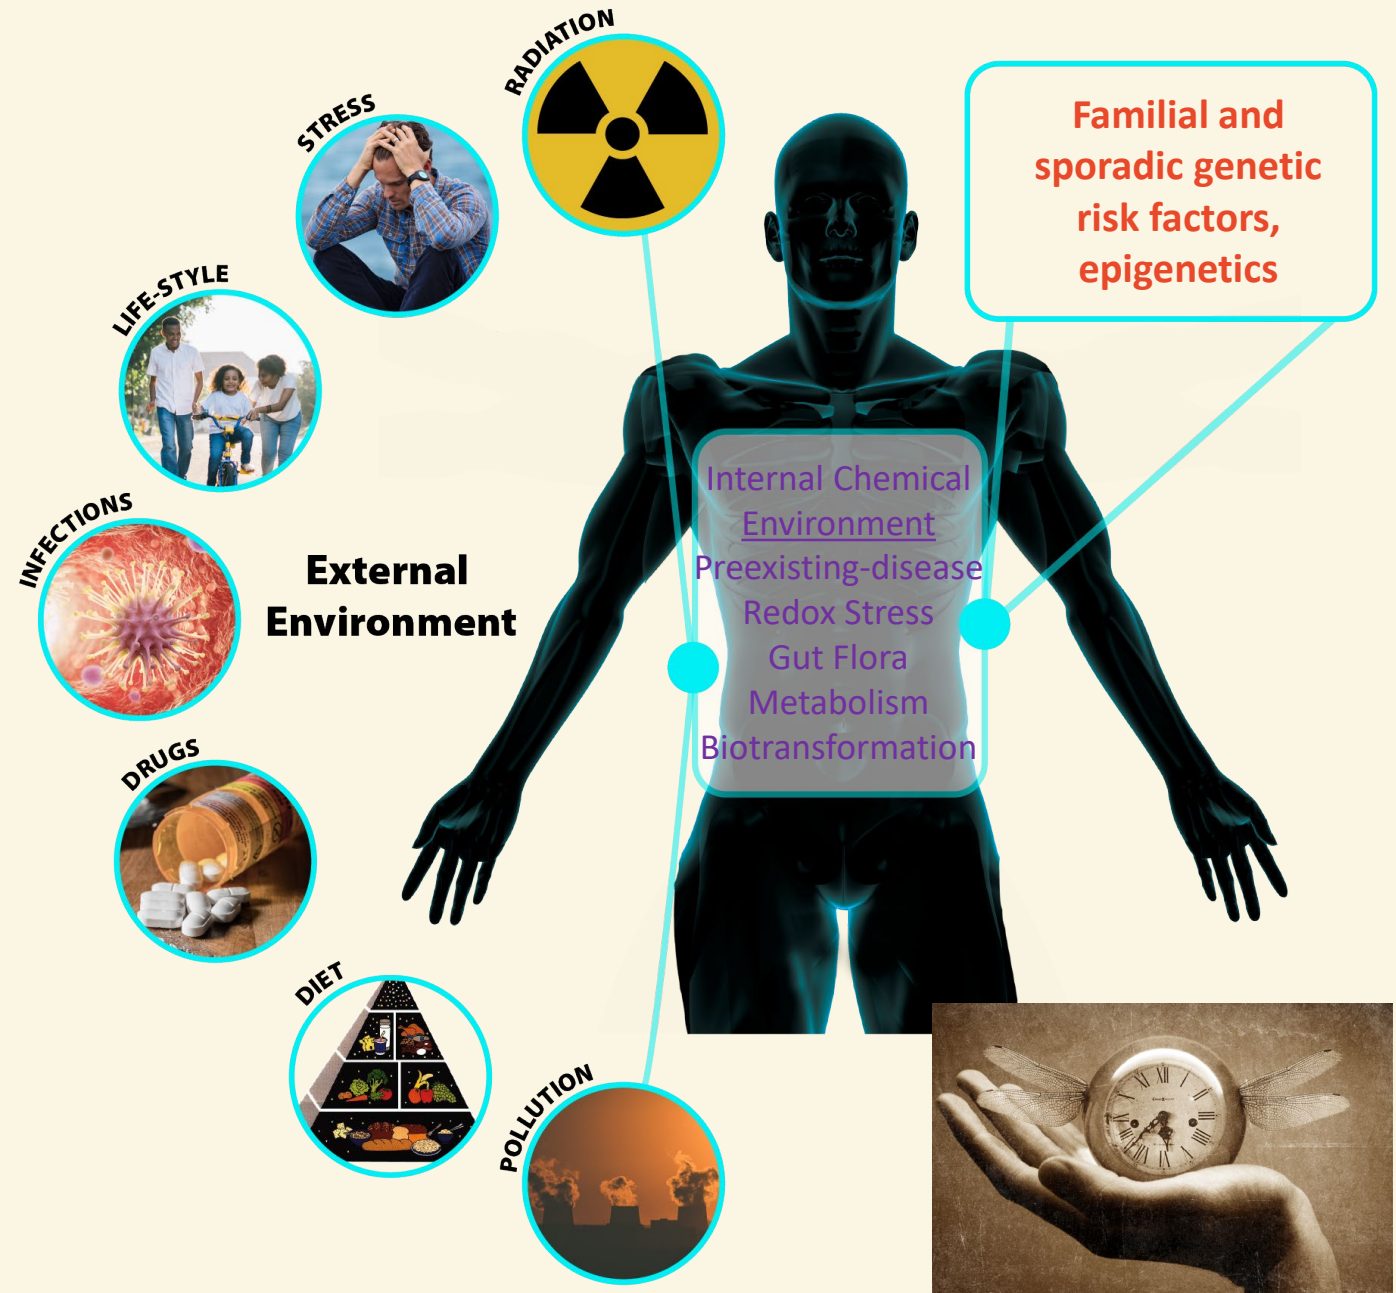 RADIATION
STRESS
LIFE-STYLE
INFECTIONS
DRUGS
DIET
POLLUTION
External
Environment
Familial and
sporadic genetic
risk factors,
epigenetics
Internal Chemical
Environment
Preexisting-disease
Redox Stress
Gut Flora
Metabolism
Biotransformation